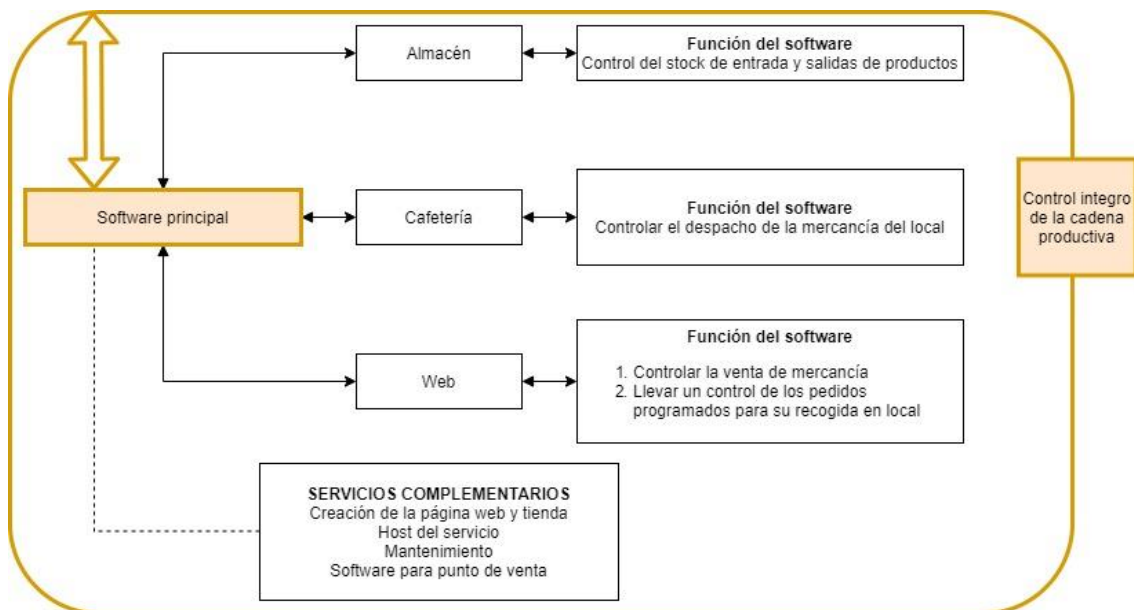 Almacén
Función del software
Control del stock de entrada y salidas de productos
Software principal
Cafetería
Función del software
Controlar el despacho de la mercancía del local
Control integro
de la cadena
productiva
Web
Función del software
1. Controlar la venta de mercancía
2. Llevar un control de los pedidos
programados para su recogida en local
SERVICIOS COMPLEMENTARIOS
Creación de la página web y tienda
Host del servicio
Mantenimiento
Software para punto de venta